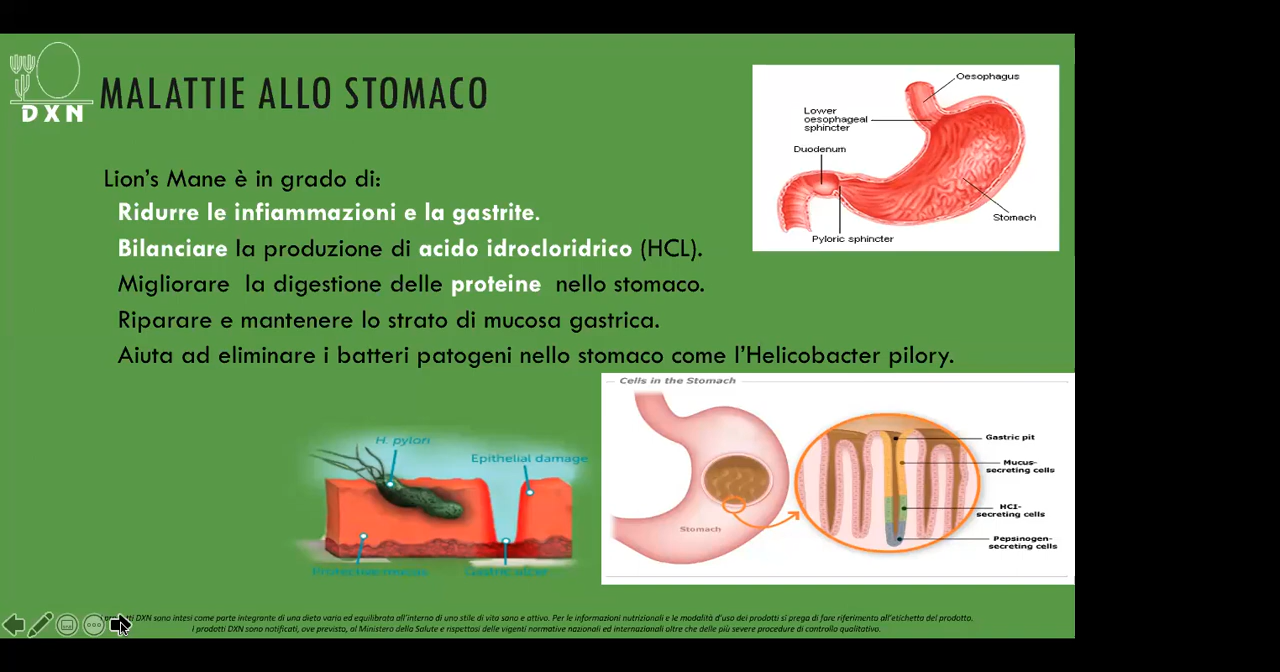 DXN
MALATTIE ALLO STOMACO
Lion's Mane è in grado di:
Ridurre le infiammazioni e la gastrite.
Bilanciare la produzione di acido idrocloridrico (HCL).
Migliorare la digestione delle proteine nello stomaco.
Riparare e mantenere lo strato di mucosa gastrica.
Aiuta ad eliminare i batteri patogeni nello stomaco come l'Helicobacter pilory.
Oesophagus
Lower
oesophageal
sphincter
Duodenum
Stomach
Pyloric sphincter
H. pylori
Epithelial damage
Gastric ulcer
Cells in the Stomach
Stomach
Gastric pit
Mucus-
secreting cells
HCl-
secreting cells
Pepsinogen-
secreting cells
DXN sono intesi come parte integrante di una dieta varia ed equilibrata all'interno di uno stile di vita sano e attivo. Per le informazioni nutrizionali e le modalità d'uso dei prodotti si prega di fare riferimento all'etichetta del prodotto.
I prodotti DXN sono notificati, ove previsto, al Ministero della Salute e rispettosi delle vigenti normative nazionali ed internazionali oltre che delle più severe procedure di controllo qualitativo.